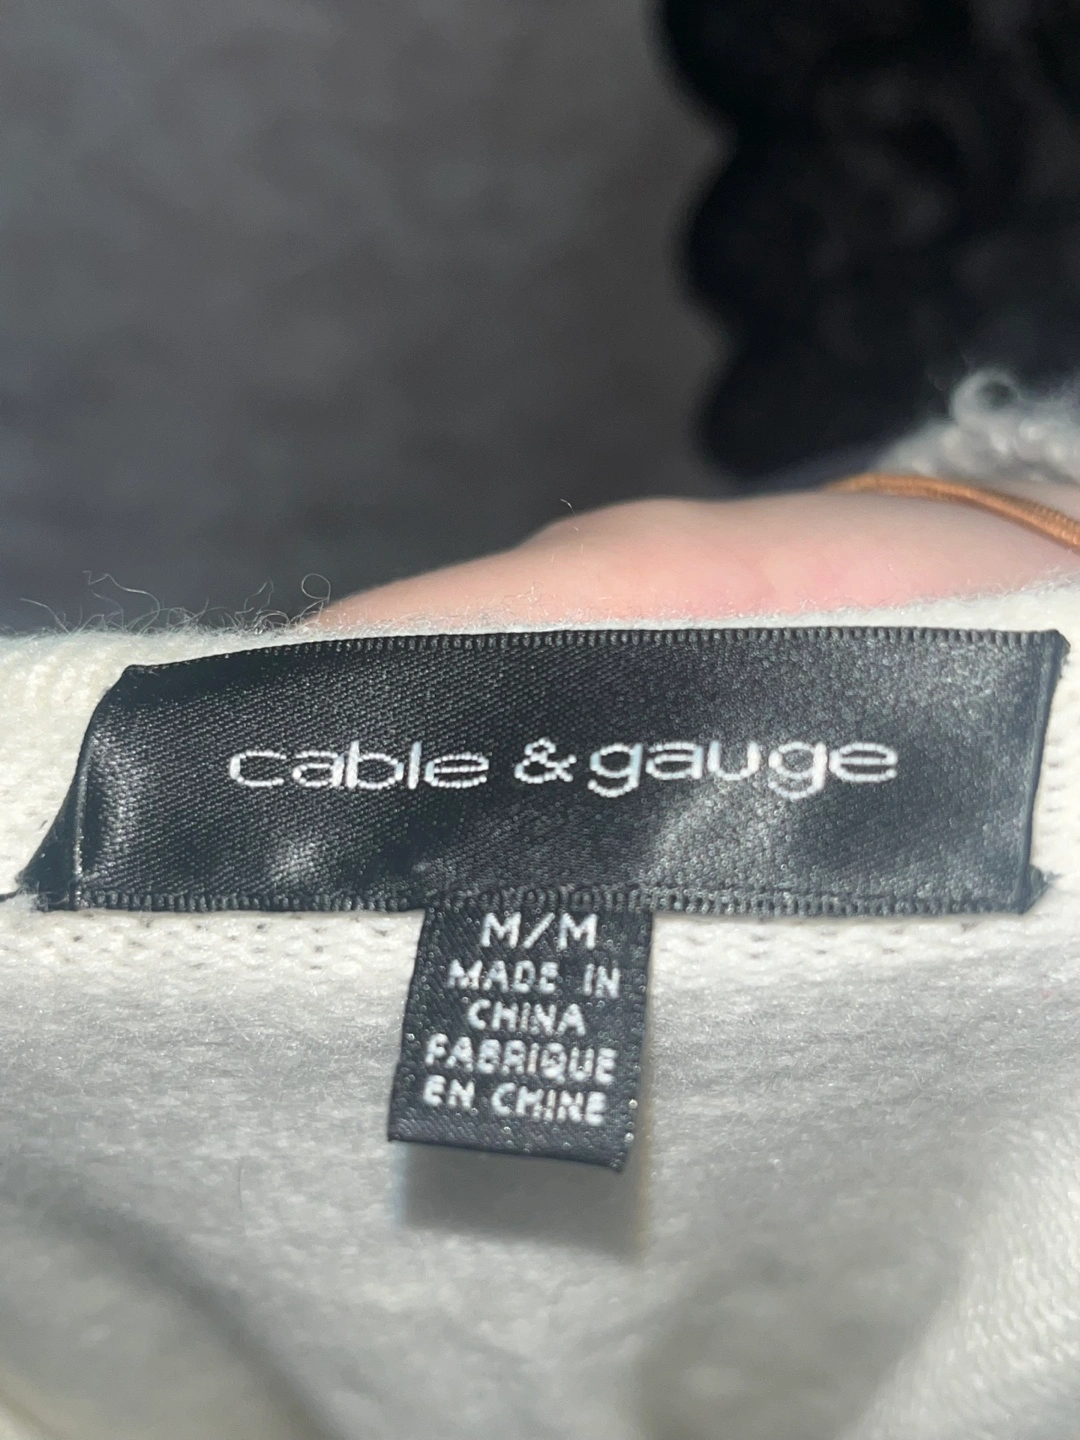 cable & gauge
M/M
MADE IN
CHINA
FABRIQUE
EN CHINE